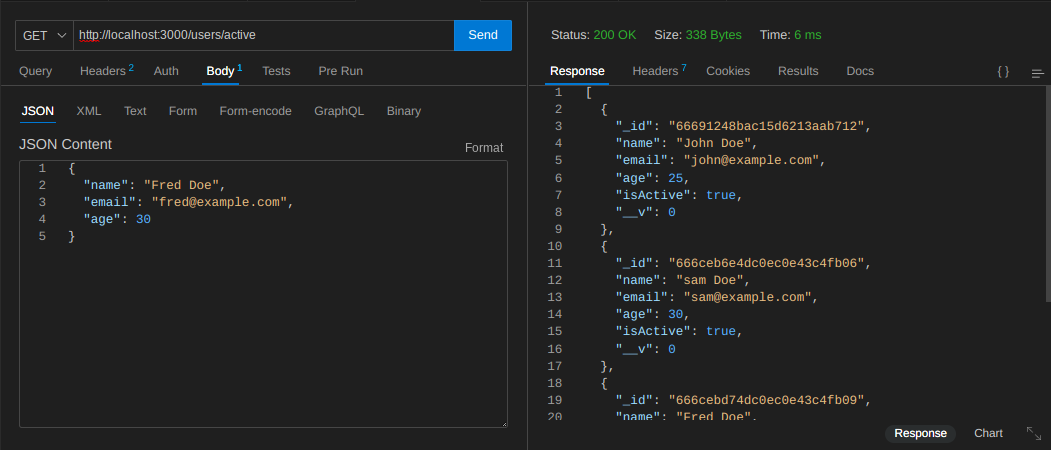 GET http://localhost:3000/users/active Send
Query Headers 2 Auth Body 1 Tests Pre Run
JSON XML Text Form Form-encode GraphQL Binary
JSON Content Format
1 {
2 "name": "Fred Doe",
3 "email": "fred@example.com",
4 "age": 30
5 }
Status: 200 OK Size: 338 Bytes Time: 6 ms
Response Headers 7 Cookies Results Docs { }
1 [
2 {
3 "_id": "66691248bac15d6213aab712",
4 "name": "John Doe",
5 "email": "john@example.com",
6 "age": 25,
7 "isActive": true,
8 "__v": 0
9 },
10 {
11 "_id": "666ceb6e4dc0ec0e43c4fb06",
12 "name": "sam Doe",
13 "email": "sam@example.com",
14 "age": 30,
15 "isActive": true,
16 "__v": 0
17 },
18 {
19 "_id": "666cebd74dc0ec0e43c4fb09",
20 "name": "Fred Doe",
Response Chart